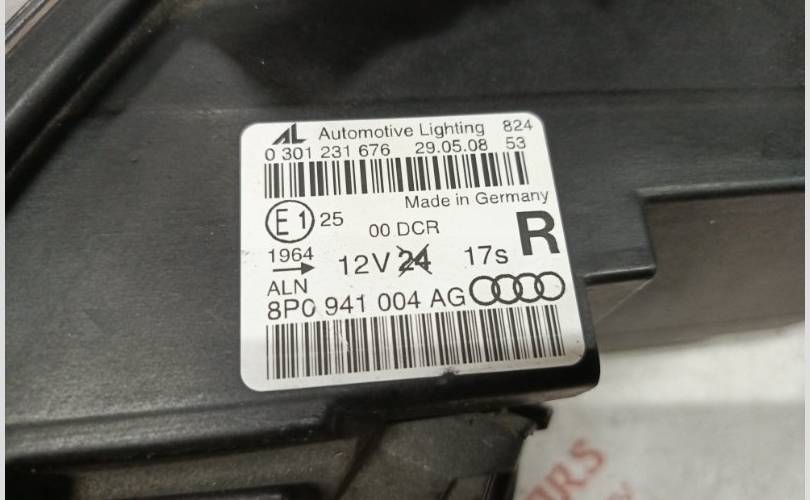 AL Automotive Lighting 824
0 301 231 676 29.05.08 53
Made in Germany
E1 25 00 DCR R
1964 12V 24 17s
ALN
8P0 941 004 AG